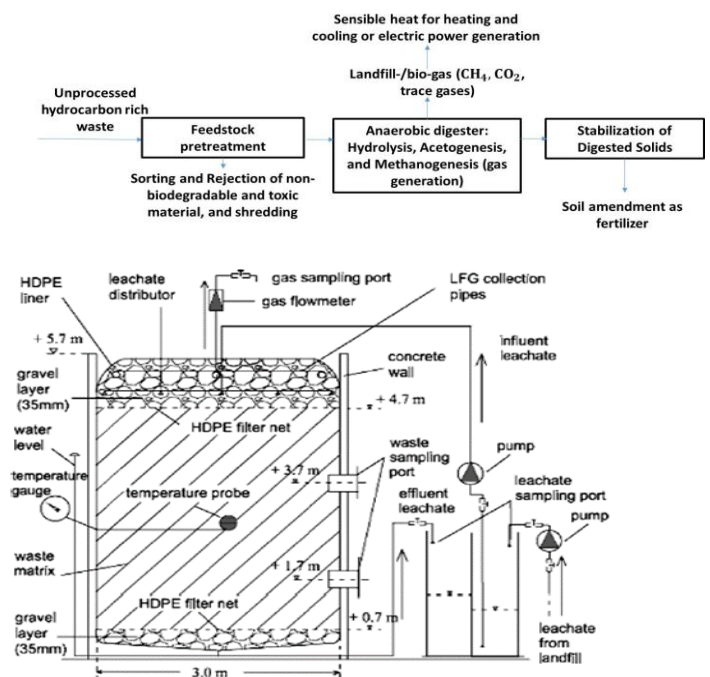 Sensible heat for heating and
cooling or electric power generation
Landfill-/bio-gas (CH₄, CO₂,
trace gases)
Unprocessed
hydrocarbon rich
waste
Feedstock
pretreatment
Anaerobic digester:
Hydrolysis, Acetogenesis,
and Methanogenesis (gas
generation)
Stabilization of
Digested Solids
Sorting and Rejection of non-
biodegradable and toxic
material, and shredding
Soil amendment as
fertilizer
HDPE
liner
leachate
distributor
gas sampling port
gas flowmeter
LFG collection
pipes
+ 5.7 m
gravel
layer
(35mm)
concrete
wall
influent
leachate
+ 4.7 m
HDPE filter net
water
level
temperature
gauge
temperature probe
+ 3.7 m
waste
sampling
port
pump
effluent
leachate
leachate
sampling port
pump
waste
matrix
+ 1.7 m
HDPE filter net
+ 0.7 m
gravel
layer
(35mm)
leachate
from
landfill
3.0 m